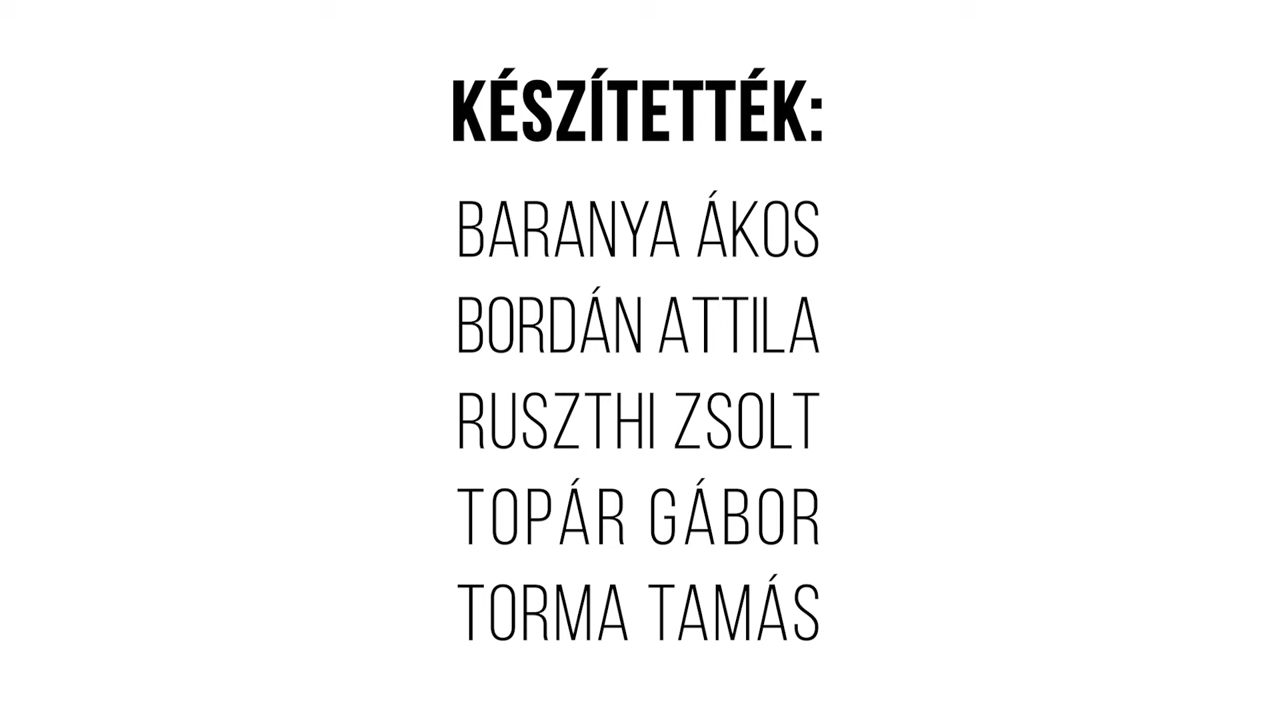 KÉSZÍTETTÉK:
BARANYA ÁKOS
BORDÁN ATTILA
RUSZTHI ZSOLT
TOPÁR GÁBOR
TORMA TAMÁS